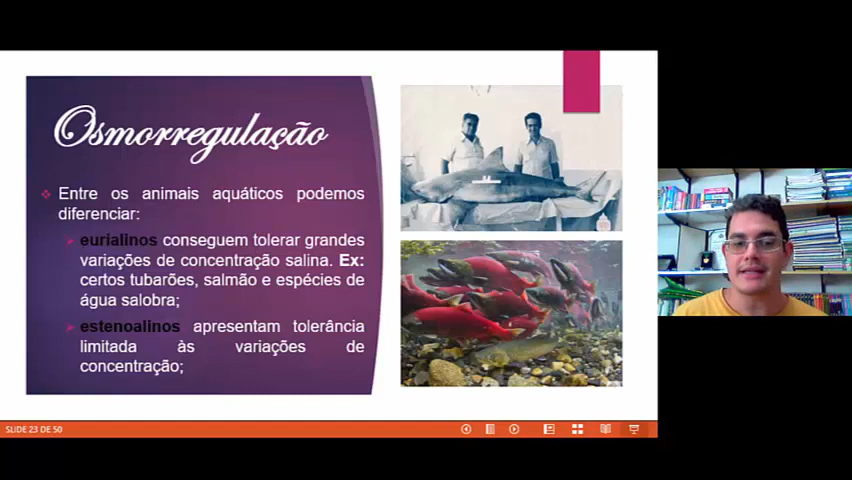 Osmorregulação
Entre os animais aquáticos podemos
diferenciar:
eurialinos conseguem tolerar grandes
variações de concentração salina. Ex:
certos tubarões, salmão e espécies de
água salobra;
estenoalinos apresentam tolerância
limitada às variações de
concentração;
SLIDE 23 DE 50